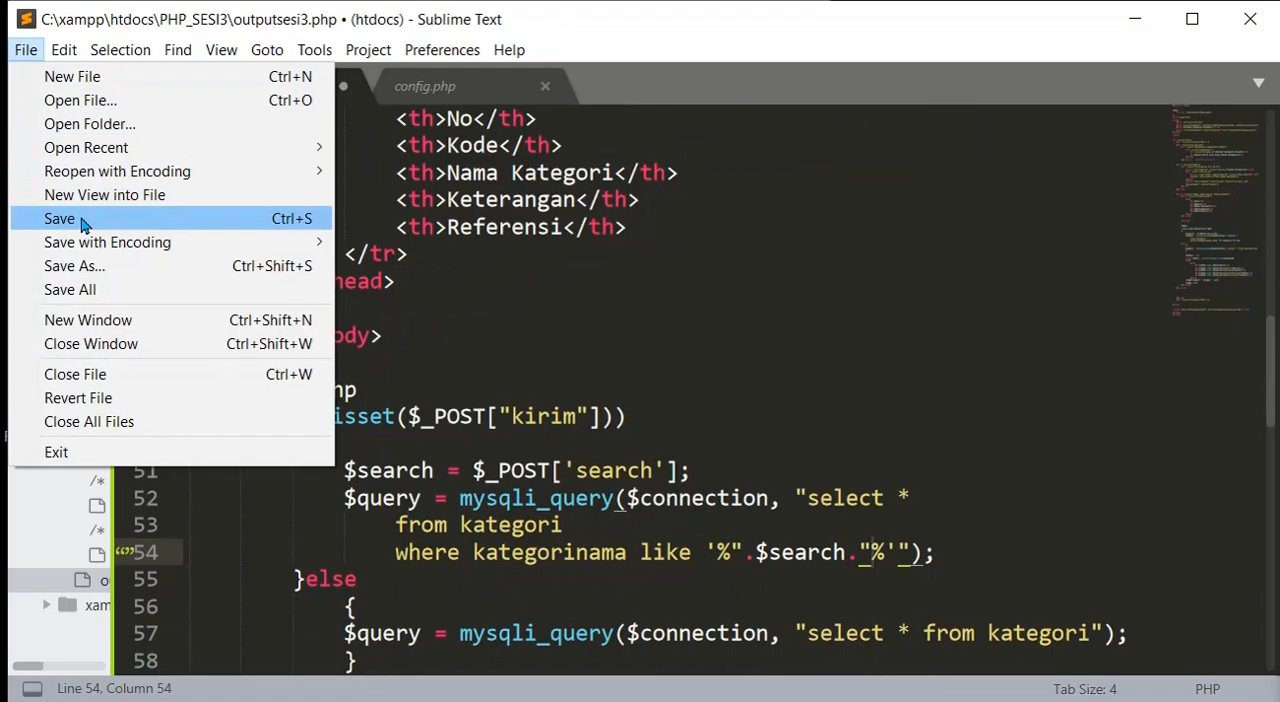 C:\xampp\htdocs\PHP_SESI3\outputsesi3.php • (htdocs) - Sublime Text
File Edit Selection Find View Goto Tools Project Preferences Help
New File Ctrl+N
Open File... Ctrl+O
Open Folder...
Open Recent
Reopen with Encoding
New View into File
Save Ctrl+S
Save with Encoding
Save As... Ctrl+Shift+S
Save All
New Window Ctrl+Shift+N
Close Window Ctrl+Shift+W
Close File Ctrl+W
Revert File
Close All Files
Exit
config.php
<th>No</th>
<th>Kode</th>
<th>Nama Kategori</th>
<th>Keterangan</th>
<th>Referensi</th>
</tr>
head>
ody>
hp
isset($_POST["kirim"]))
51 $search = $_POST['search'];
52 $query = mysqli_query($connection, "select *
53 from kategori
54 where kategorinama like '%".$search."%'");
55 }else
56 {
57 $query = mysqli_query($connection, "select * from kategori");
58 }
/*
/*
o
xam
Line 54, Column 54 Tab Size: 4 PHP